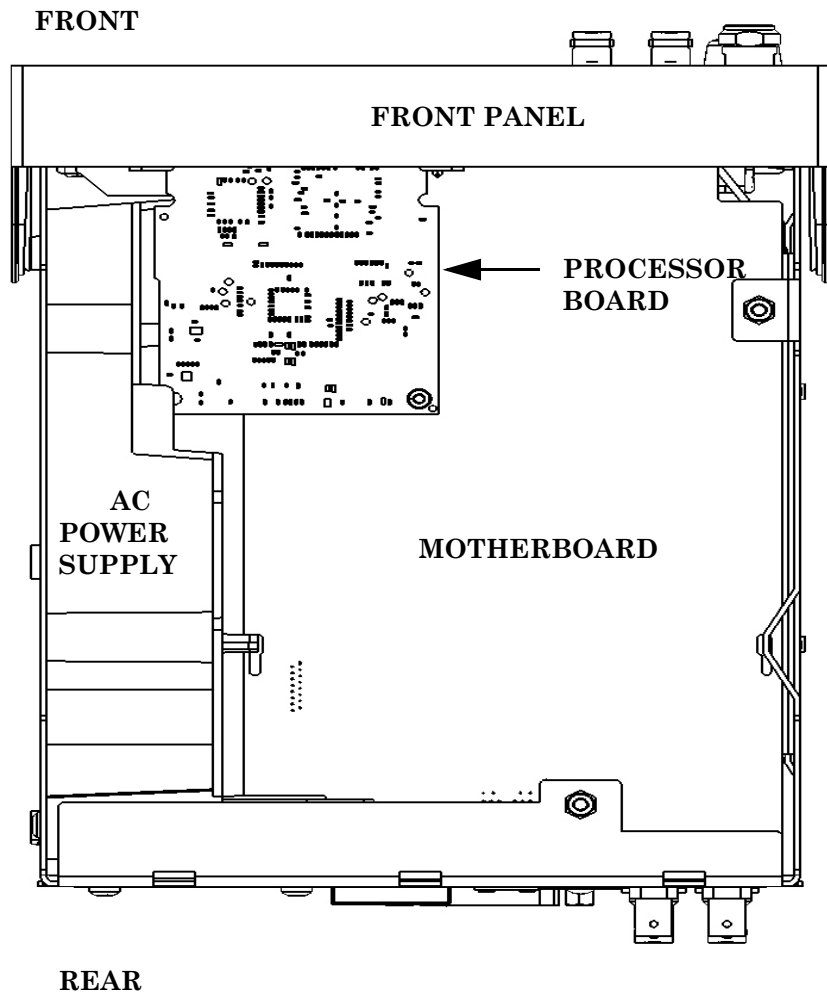 FRONT
FRONT PANEL
PROCESSOR
BOARD
AC
POWER
SUPPLY
MOTHERBOARD
REAR